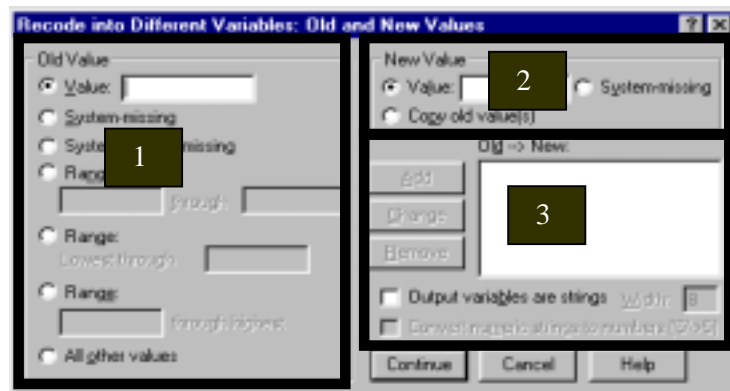 Recode into Different Variables: Old and New Values
Old Value
Value:
System-missing
1
missing
Range:
through
Range:
Lowest through
Range:
through highest
All other values
New Value
Value:
2
System-missing
Copy old value(s)
Old --> New:
Add
Change
Remove
3
Output variables are strings Width: 8
Convert numeric strings to numbers ('5'->5)
Continue Cancel Help